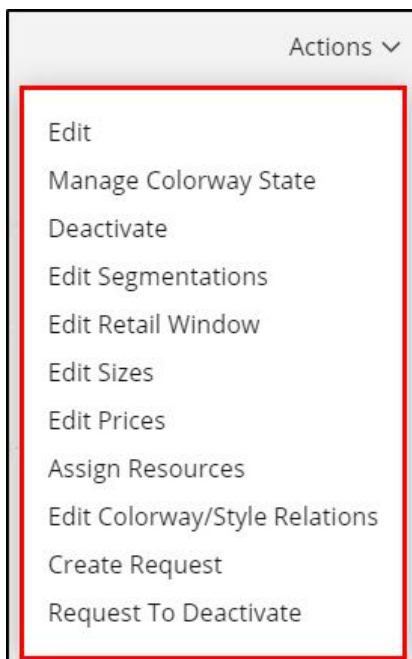 Actions
Edit
Manage Colorway State
Deactivate
Edit Segmentations
Edit Retail Window
Edit Sizes
Edit Prices
Assign Resources
Edit Colorway/Style Relations
Create Request
Request To Deactivate